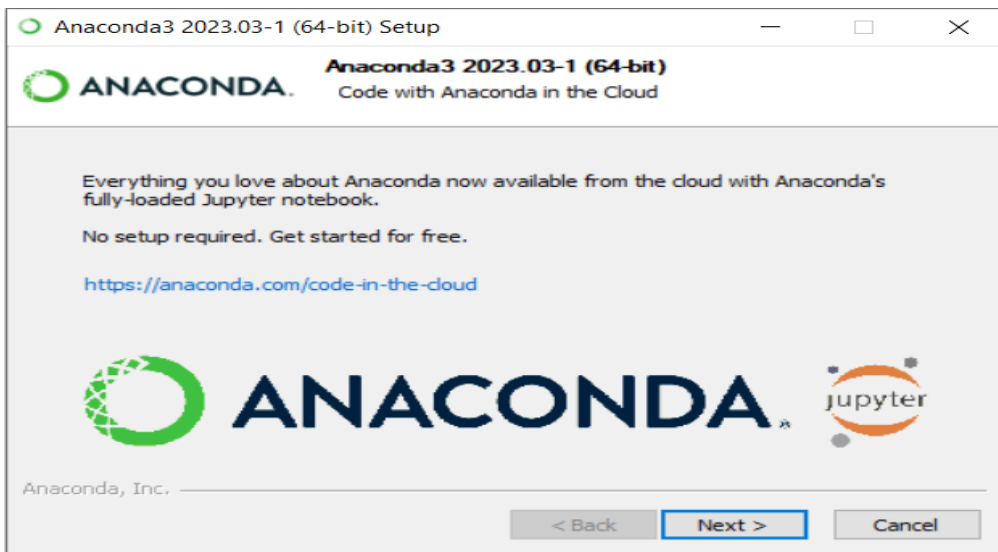 Anaconda3 2023.03-1 (64-bit) Setup
ANACONDA.
Anaconda3 2023.03-1 (64-bit)
Code with Anaconda in the Cloud
Everything you love about Anaconda now available from the cloud with Anaconda's
fully-loaded Jupyter notebook.
No setup required. Get started for free.
https://anaconda.com/code-in-the-cloud
ANACONDA®
jupyter
Anaconda, Inc.
< Back
Next >
Cancel